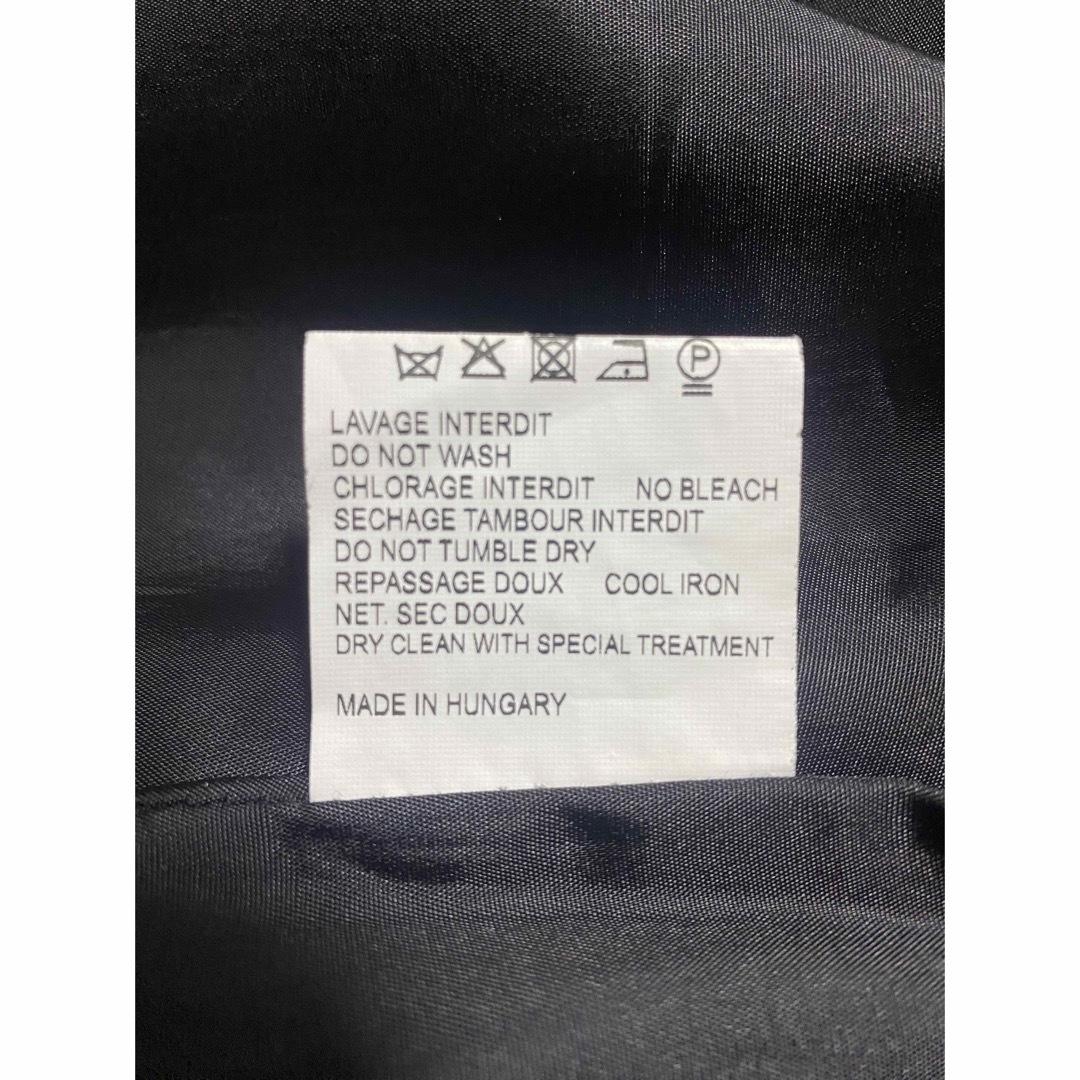 P
LAVAGE INTERDIT
DO NOT WASH
CHLORAGE INTERDIT NO BLEACH
SECHAGE TAMBOUR INTERDIT
DO NOT TUMBLE DRY
REPASSAGE DOUX COOL IRON
NET. SEC DOUX
DRY CLEAN WITH SPECIAL TREATMENT
MADE IN HUNGARY